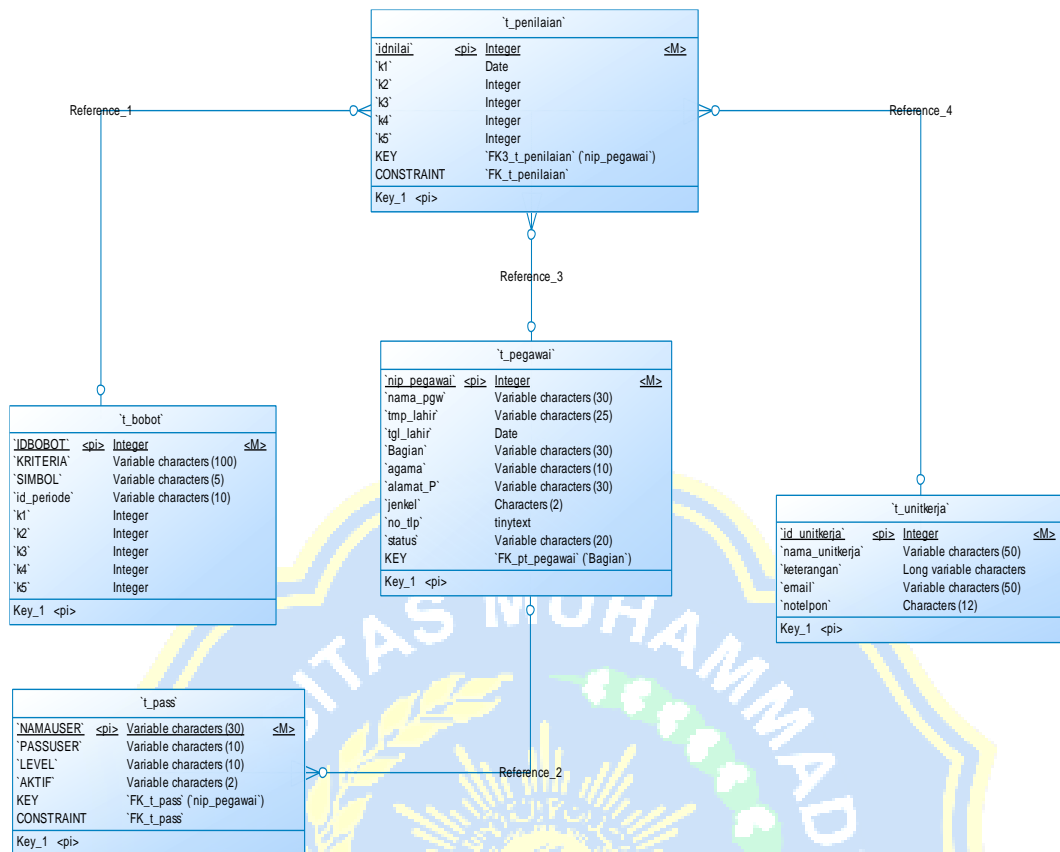 `t_penilaian`
`idnilai` <pi> Integer <M>
`k1` Date
`k2` Integer
`k3` Integer
`k4` Integer
`k5` Integer
KEY `FK3_t_penilaian` (`nip_pegawai`)
CONSTRAINT `FK_t_penilaian`
Key_1 <pi>
Reference_1
Reference_4
Reference_3
`t_pegawai`
`nip_pegawai` <pi> Integer <M>
`nama_pgw` Variable characters (30)
`tmp_lahir` Variable characters (25)
`tgl_lahir` Date
`Bagian` Variable characters (30)
`agama` Variable characters (10)
`alamat_P` Variable characters (30)
`jenkel` Characters (2)
`no_tlp` tinytext
`status` Variable characters (20)
KEY `FK_pt_pegawai` (`Bagian`)
Key_1 <pi>
`t_bobot`
`IDBOBOT` <pi> Integer <M>
`KRITERIA` Variable characters (100)
`SIMBOL` Variable characters (5)
`id_periode` Variable characters (10)
`k1` Integer
`k2` Integer
`k3` Integer
`k4` Integer
`k5` Integer
Key_1 <pi>
`t_unitkerja`
`id_unitkerja` <pi> Integer <M>
`nama_unitkerja` Variable characters (50)
`keterangan` Long variable characters
`email` Variable characters (50)
`notelpon` Characters (12)
Key_1 <pi>
`t_pass`
`NAMAUSER` <pi> Variable characters (30) <M>
`PASSUSER` Variable characters (10)
`LEVEL` Variable characters (10)
`AKTIF` Variable characters (2)
KEY `FK_t_pass` (`nip_pegawai`)
CONSTRAINT `FK_t_pass`
Key_1 <pi>
Reference_2
SITAS MUHAMMAD